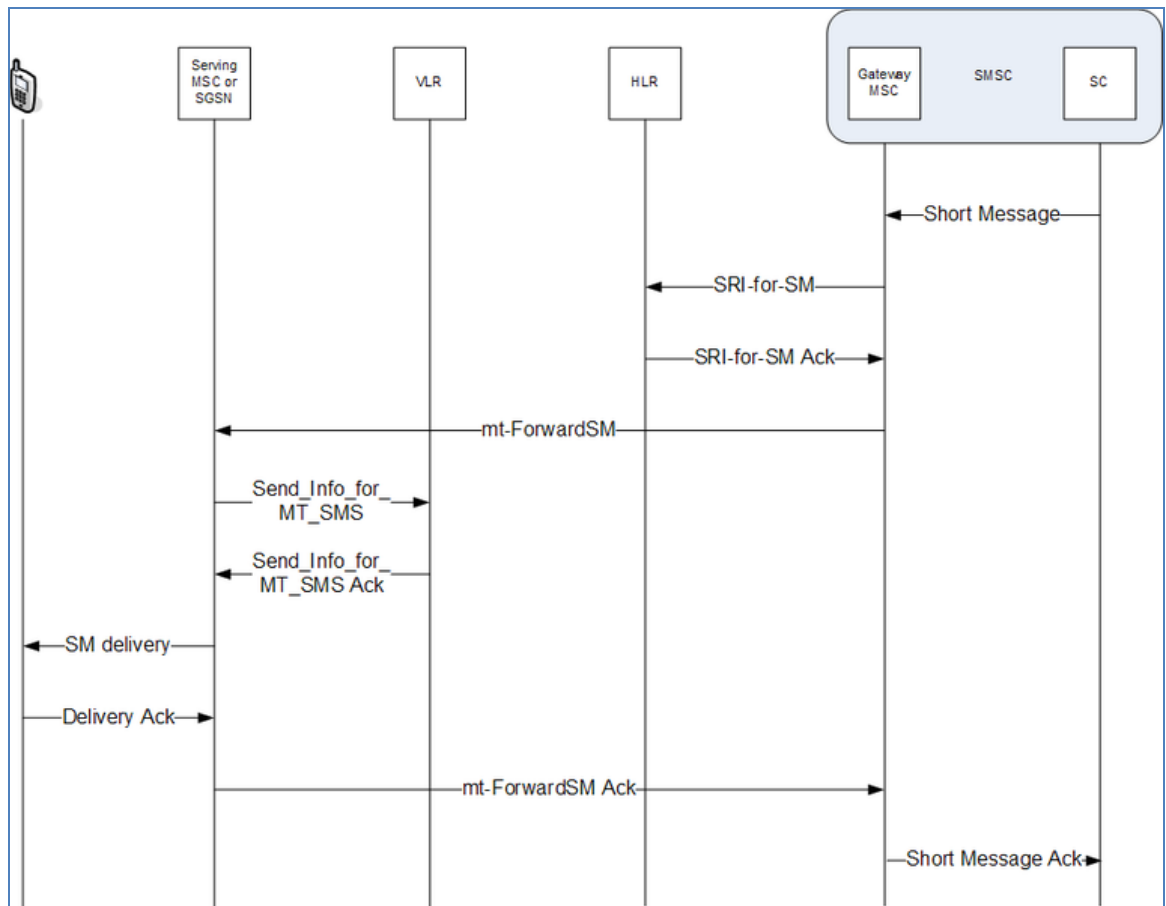 Serving
MSC or
SGSN
VLR
HLR
Gateway
MSC
SMSC
SC
Short Message
SRI-for-SM
SRI-for-SM Ack
mt-ForwardSM
Send_Info_for_
MT_SMS
Send_Info_for_
MT_SMS Ack
SM delivery
Delivery Ack
mt-ForwardSM Ack
Short Message Ack